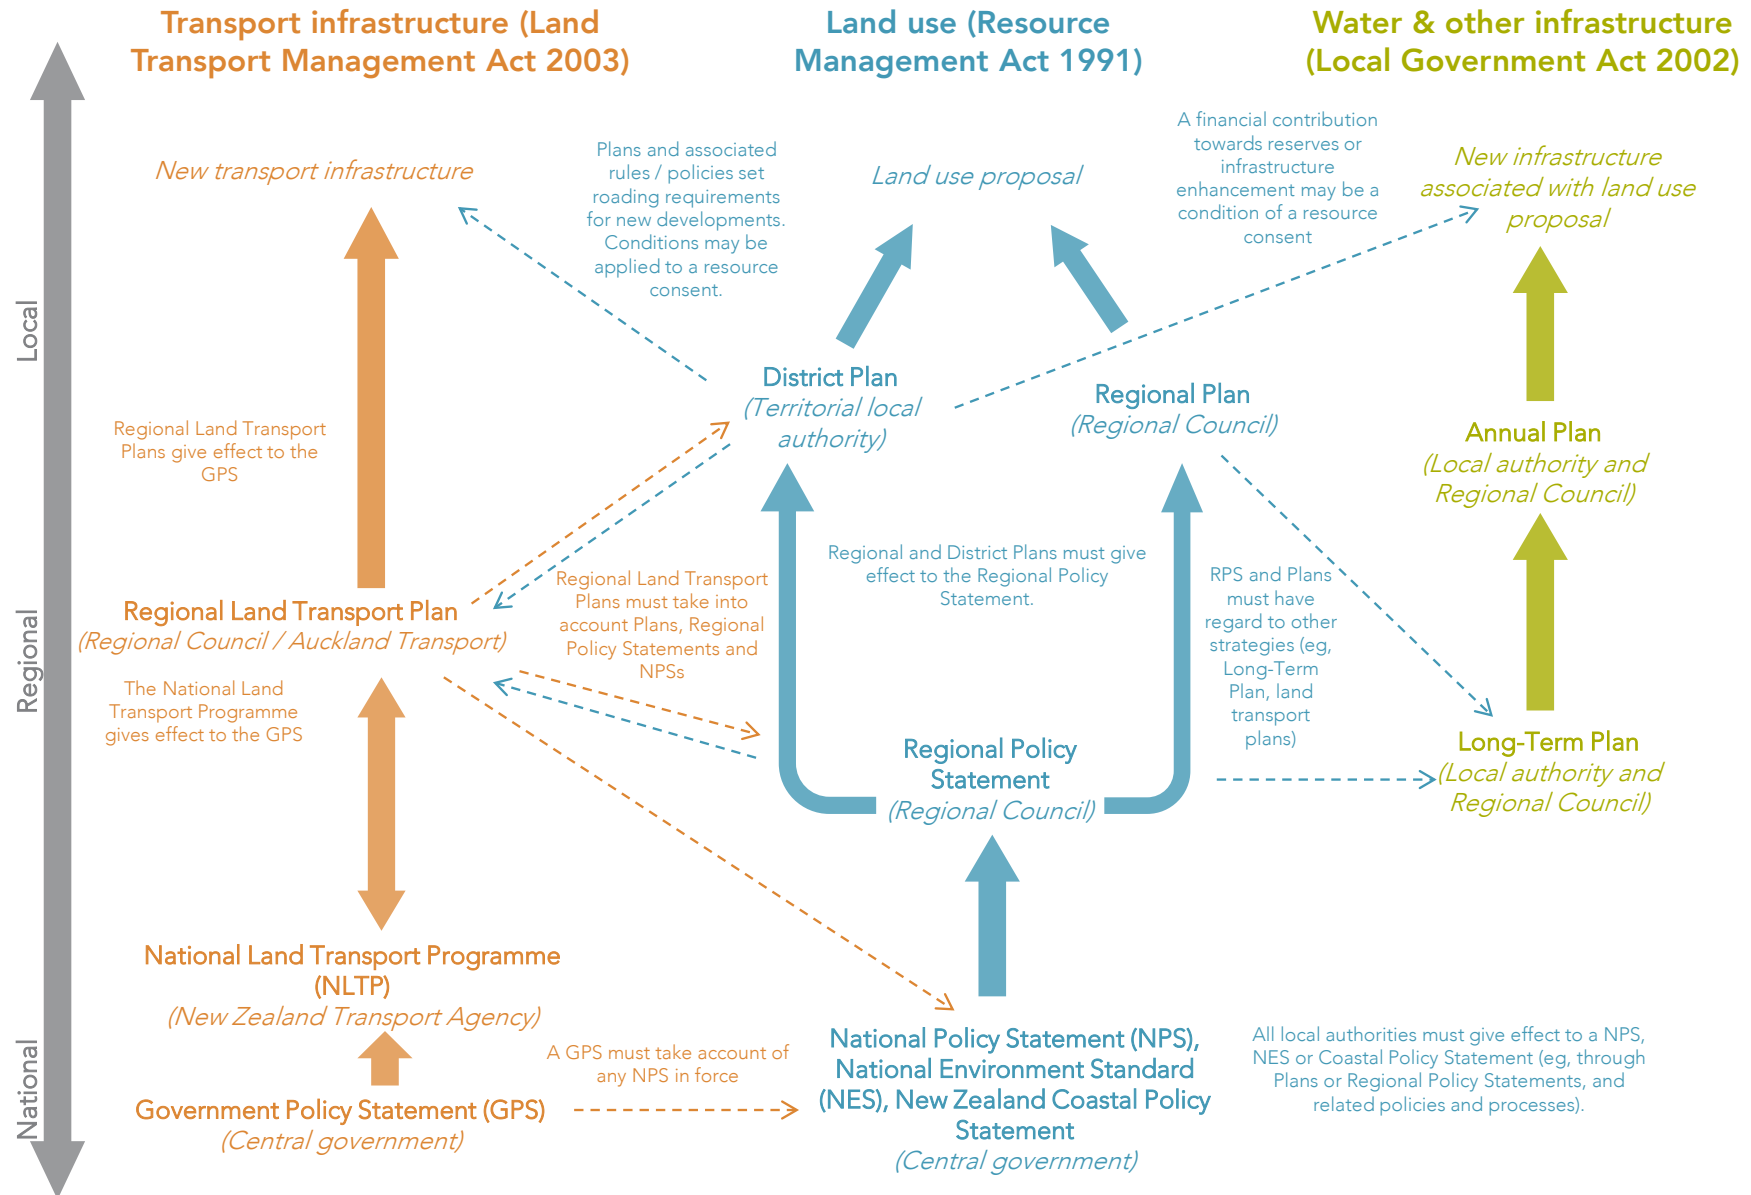 Transport infrastructure (Land
Transport Management Act 2003)
Land use (Resource
Management Act 1991)
Water & other infrastructure
(Local Government Act 2002)
Local
Regional
National
New transport infrastructure
Plans and associated
rules / policies set
roading requirements
for new developments.
Conditions may be
applied to a resource
consent.
Land use proposal
A financial contribution
towards reserves or
infrastructure
enhancement may be a
condition of a resource
consent
New infrastructure
associated with land use
proposal
District Plan
(Territorial local
authority)
Regional Plan
(Regional Council)
Annual Plan
(Local authority and
Regional Council)
Regional Land Transport
Plans give effect to the
GPS
Regional and District Plans must give
effect to the Regional Policy
Statement.
Regional Land Transport
Plans must take into
account Plans, Regional
Policy Statements and
NPSs
RPS and Plans
must have
regard to other
strategies (eg,
Long-Term
Plan, land
transport
plans)
Regional Land Transport Plan
(Regional Council / Auckland Transport)
The National Land
Transport Programme
gives effect to the GPS
Regional Policy
Statement
(Regional Council)
Long-Term Plan
(Local authority and
Regional Council)
National Land Transport Programme
(NLTP)
(New Zealand Transport Agency)
A GPS must take account of
any NPS in force
Government Policy Statement (GPS)
(Central government)
National Policy Statement (NPS),
National Environment Standard
(NES), New Zealand Coastal Policy
Statement
(Central government)
All local authorities must give effect to a NPS,
NES or Coastal Policy Statement (eg, through
Plans or Regional Policy Statements, and
related policies and processes).